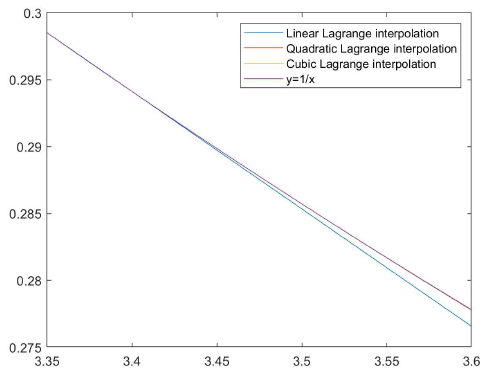 0.3
Linear Lagrange interpolation
Quadratic Lagrange interpolation
Cubic Lagrange interpolation
y=1/x
0.295
0.29
0.285
0.28
0.275
3.35 3.4 3.45 3.5 3.55 3.6